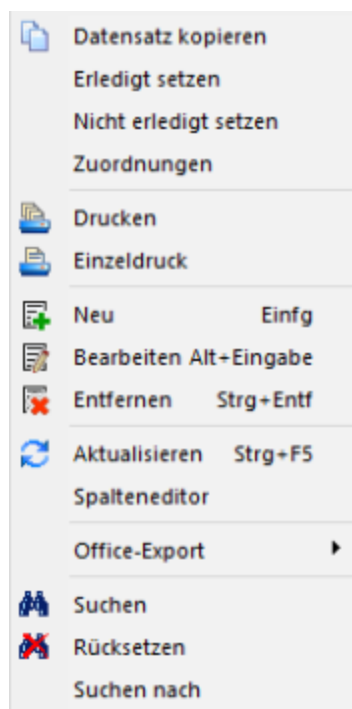 Datensatz kopieren
Erledigt setzen
Nicht erledigt setzen
Zuordnungen
Drucken
Einzeldruck
Neu Einfg
Bearbeiten Alt+Eingabe
Entfernen Strg+Entf
Aktualisieren Strg+F5
Spalteneditor
Office-Export
Suchen
Rücksetzen
Suchen nach